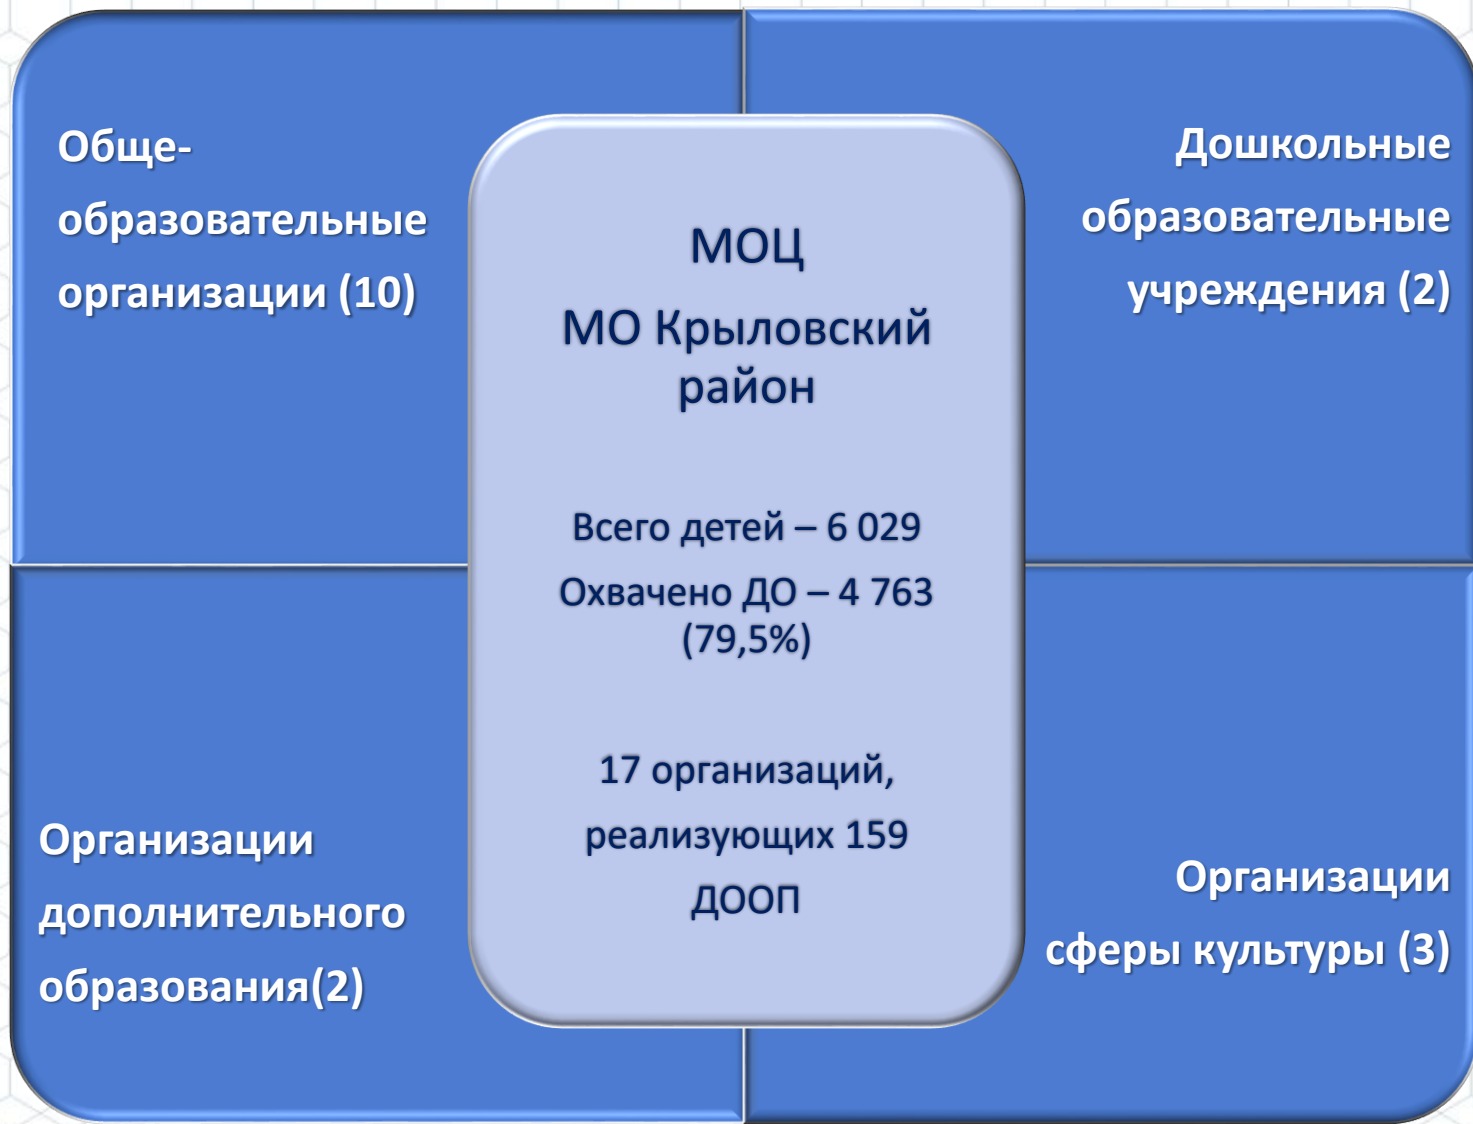 Обще-
образовательные
организации (10)
Дошкольные
образовательные
учреждения (2)
МОЦ
МО Крыловский
район
Всего детей – 6 029
Охвачено ДО – 4 763
(79,5%)
17 организаций,
реализующих 159
ДООП
Организации
дополнительного
образования(2)
Организации
сферы культуры (3)